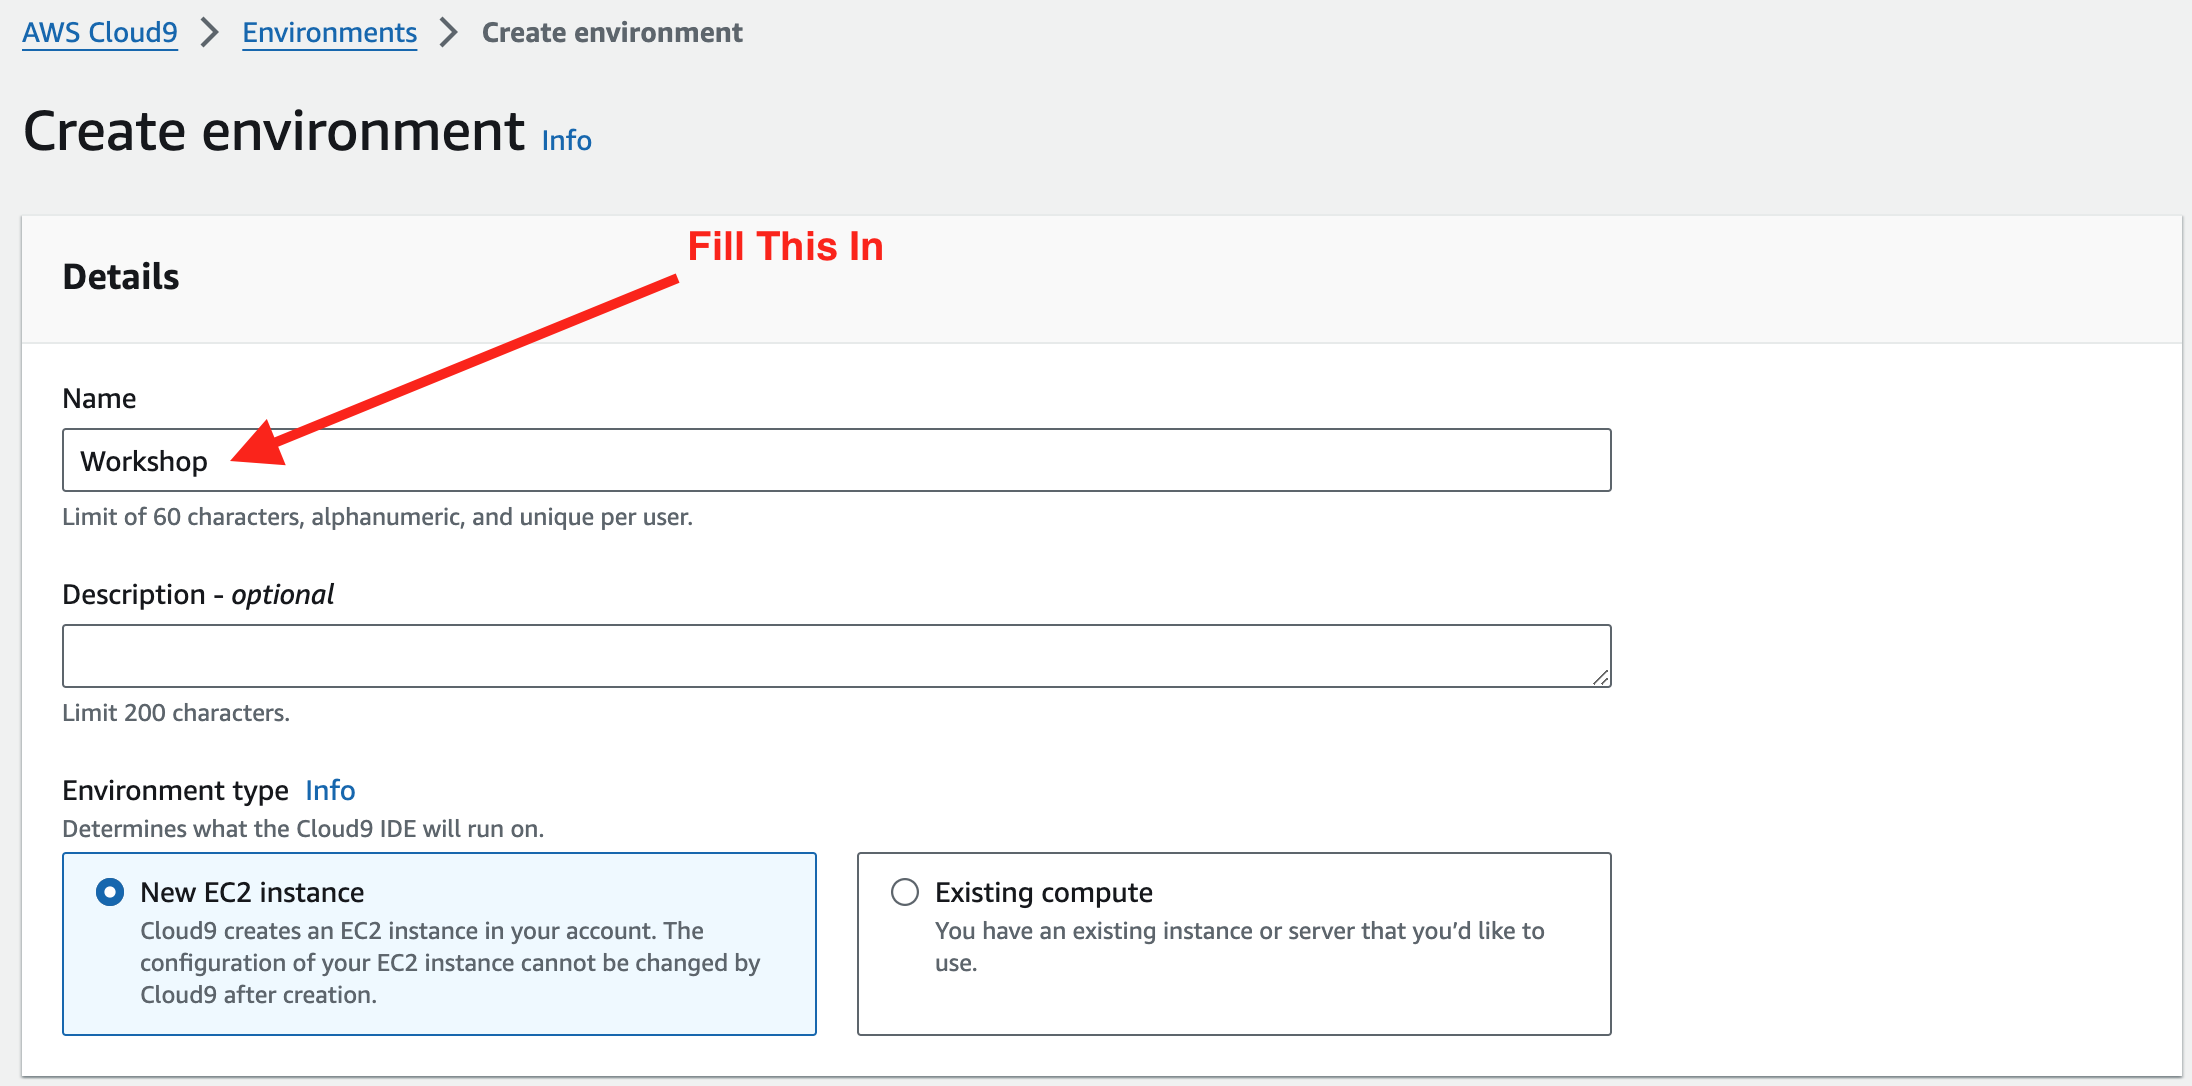 AWS Cloud9 > Environments > Create environment
Create environment Info
Fill This In
Details
Name
Workshop
Limit of 60 characters, alphanumeric, and unique per user.
Description - optional
Limit 200 characters.
Environment type Info
Determines what the Cloud9 IDE will run on.
New EC2 instance
Cloud9 creates an EC2 instance in your account. The
configuration of your EC2 instance cannot be changed by
Cloud9 after creation.
Existing compute
You have an existing instance or server that you’d like to
use.